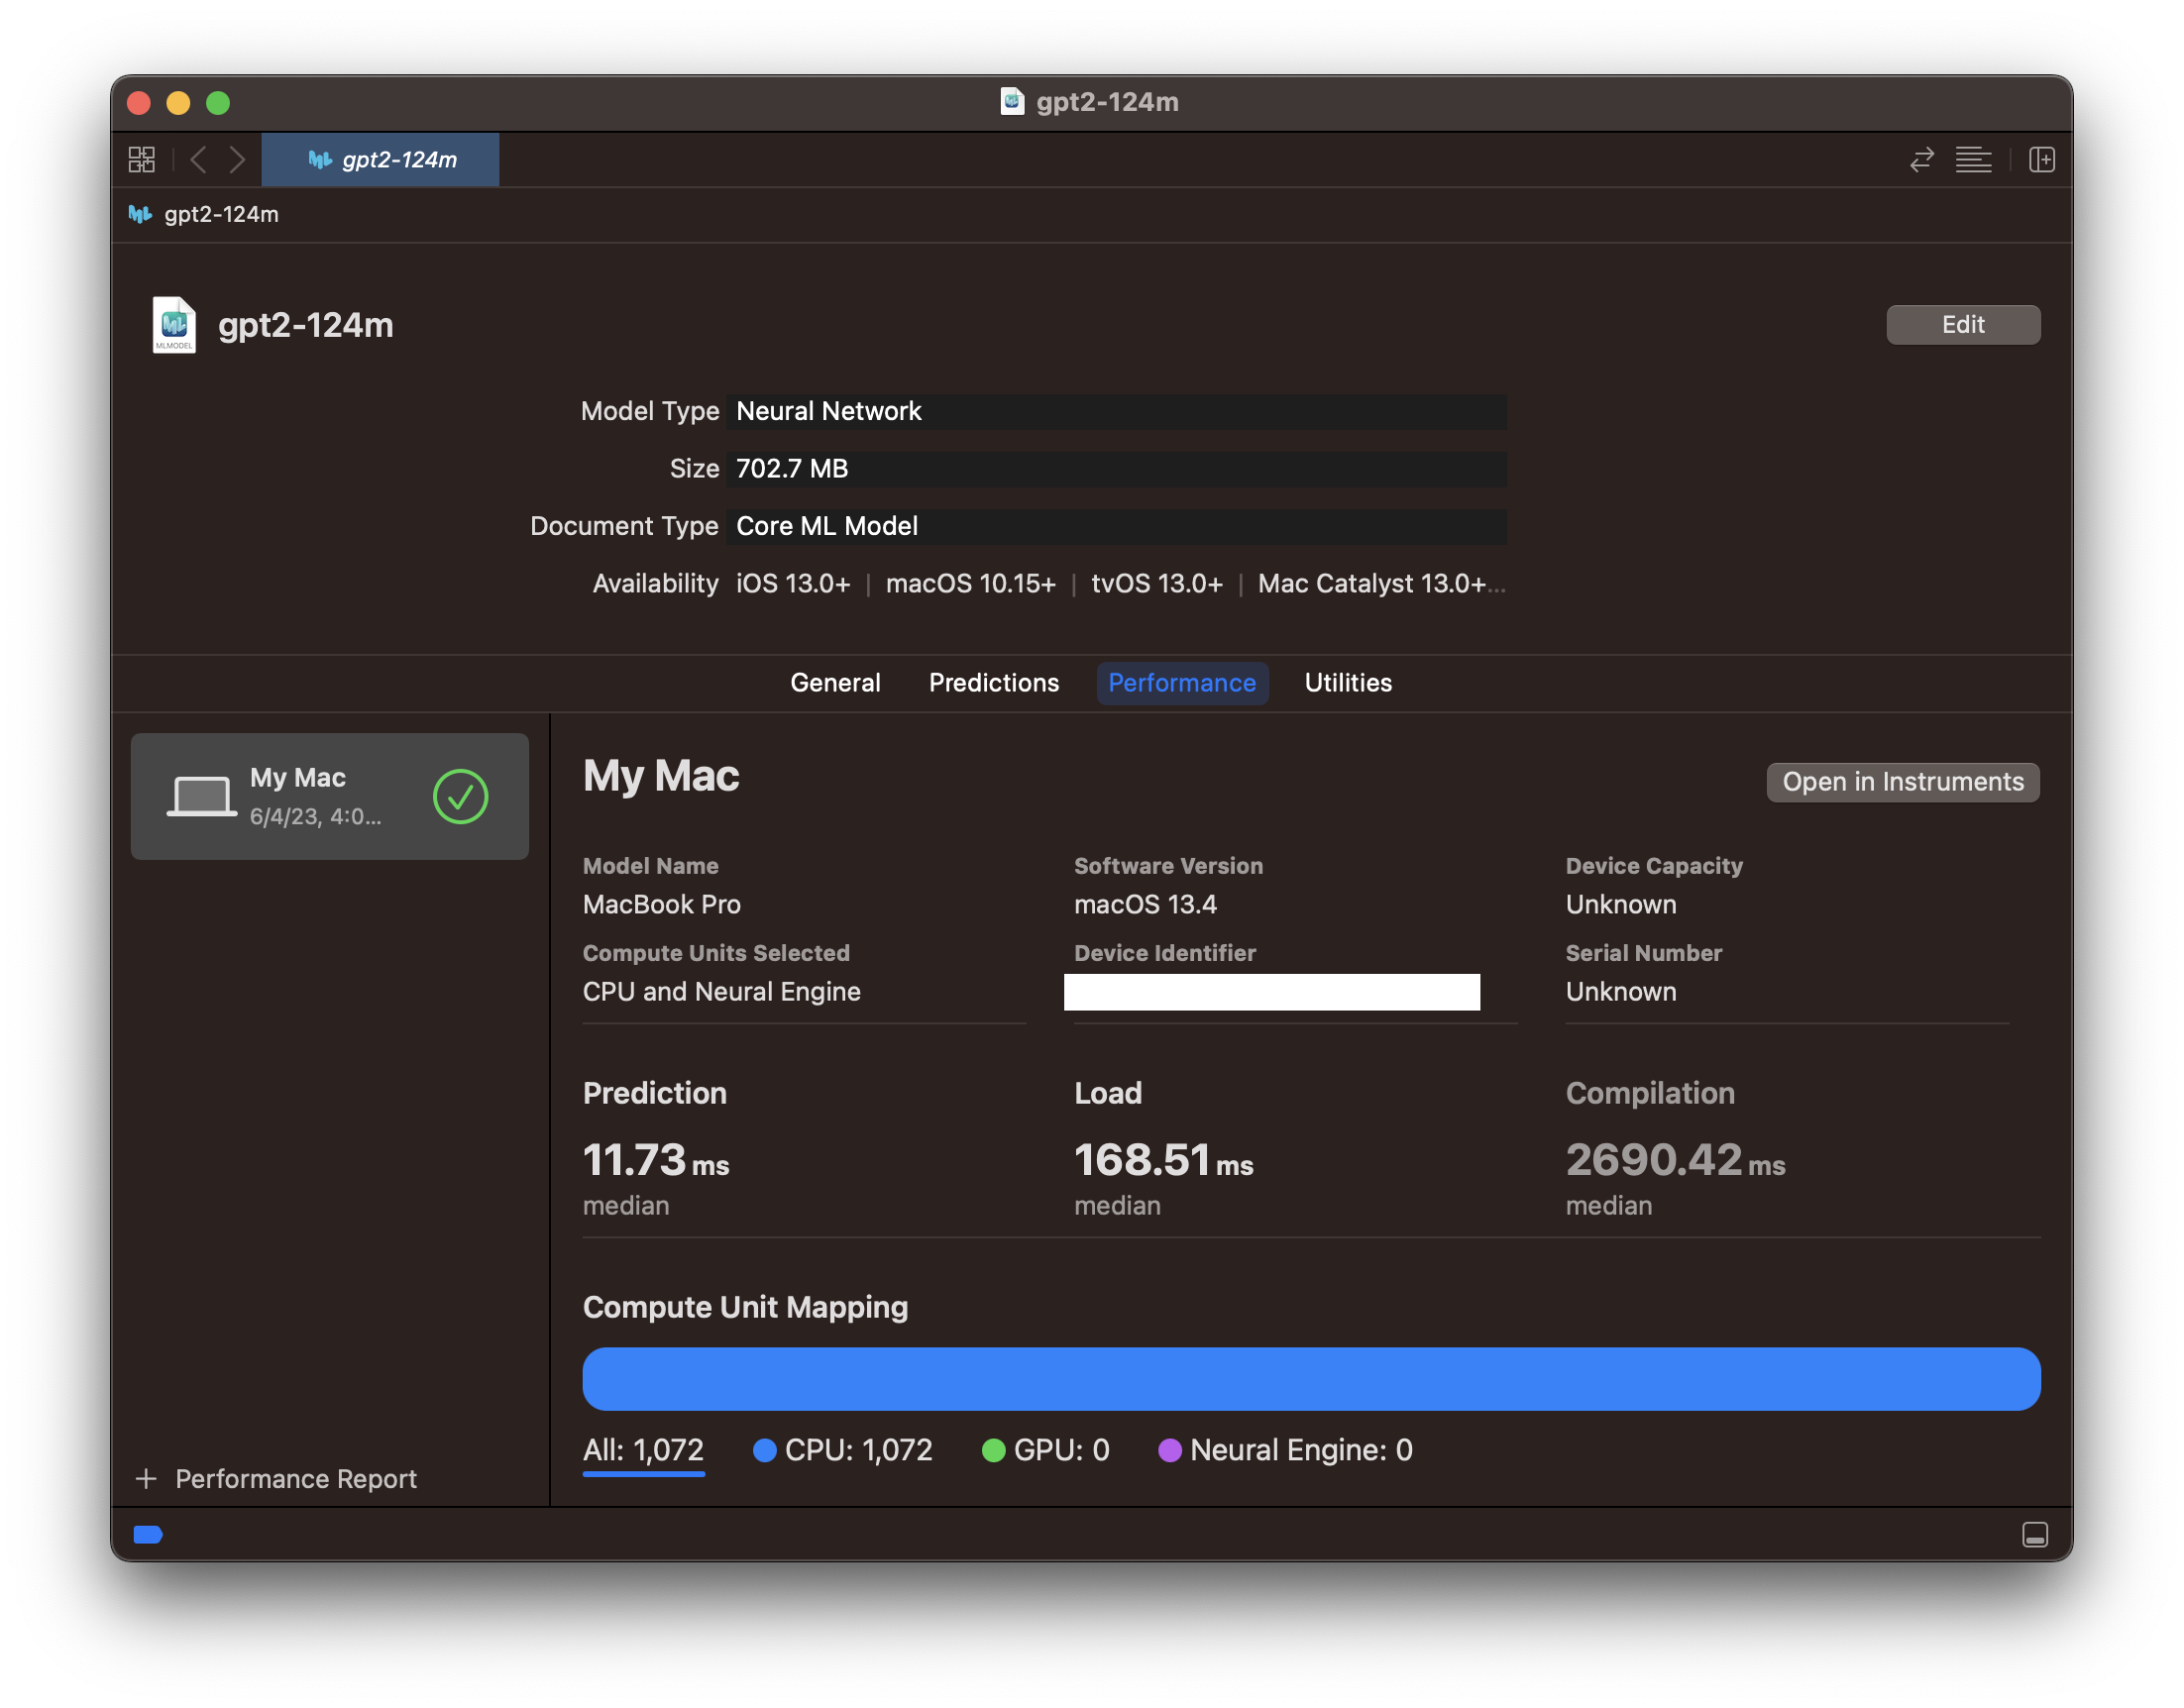 gpt2-124m
gpt2-124m
gpt2-124m
MLMODEL
gpt2-124m
Edit
Model Type Neural Network
Size 702.7 MB
Document Type Core ML Model
Availability iOS 13.0+ | macOS 10.15+ | tvOS 13.0+ | Mac Catalyst 13.0+...
General Predictions Performance Utilities
My Mac
6/4/23, 4:0...
My Mac
Open in Instruments
Model Name Software Version Device Capacity
MacBook Pro macOS 13.4 Unknown
Compute Units Selected Device Identifier Serial Number
CPU and Neural Engine Unknown
Prediction Load Compilation
11.73 ms 168.51 ms 2690.42 ms
median median median
Compute Unit Mapping
All: 1,072 CPU: 1,072 GPU: 0 Neural Engine: 0
+ Performance Report